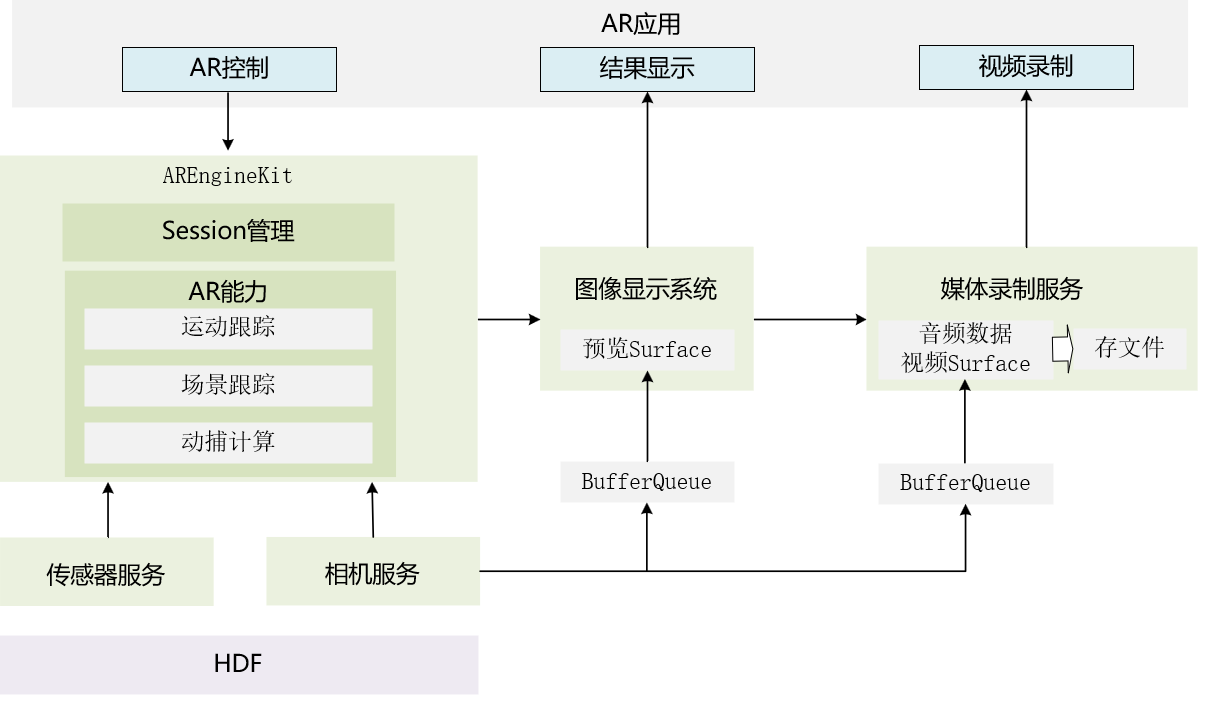 AR应用
AR控制
结果显示
视频录制
AREngineKit
Session管理
AR能力
运动跟踪
场景跟踪
动捕计算
图像显示系统
预览Surface
媒体录制服务
音频数据
视频Surface
存文件
BufferQueue
BufferQueue
传感器服务
相机服务
HDF